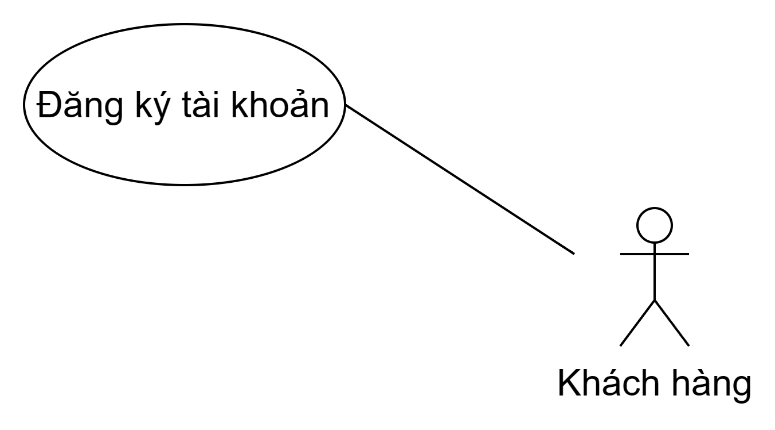 Đăng ký tài khoản
Khách hàng